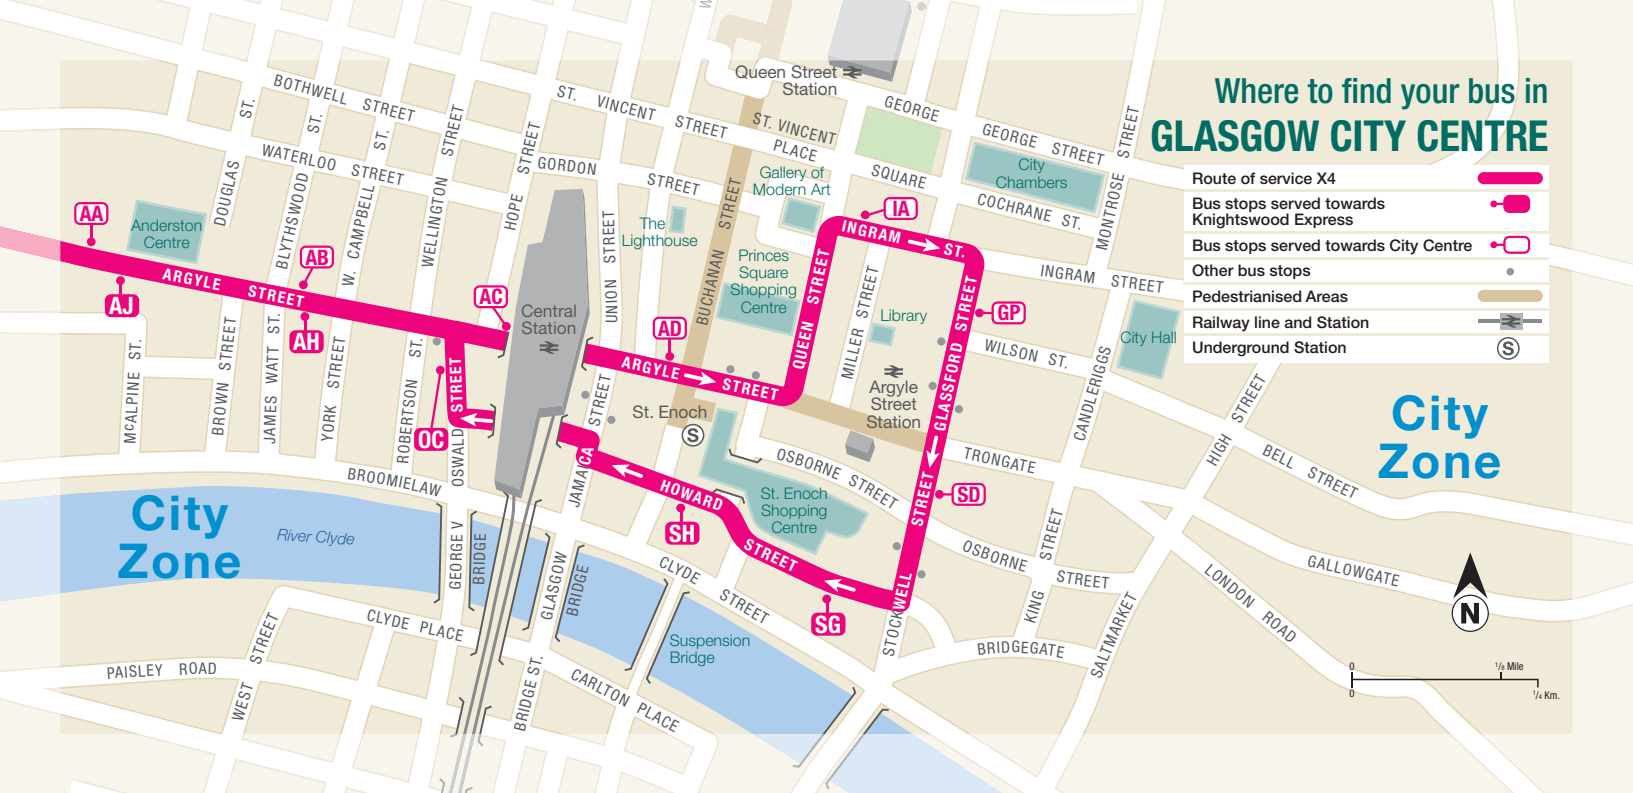 Where to find your bus in
GLASGOW CITY CENTRE
Route of service X4
Bus stops served towards
Knightswood Express
Bus stops served towards City Centre
Other bus stops
Pedestrianised Areas
Railway line and Station
Underground Station
S
Queen Street
Station
BOTHWELL STREET
ST. VINCENT STREET
ST. VINCENT
PLACE
GEORGE
SQUARE
GEORGE STREET
City
Chambers
COCHRANE ST.
MONTROSE STREET
WATERLOO STREET
GORDON STREET
DOUGLAS ST.
BLYTHSWOOD ST.
W. CAMPBELL ST.
WELLINGTON STREET
HOPE STREET
UNION STREET
BUCHANAN STREET
Gallery of
Modern Art
The
Lighthouse
Princes
Square
Shopping
Centre
Anderston
Centre
AA
AB
AC
AD
IA
GP
SD
AJ
AH
OC
SH
SG
ARGYLE STREET
Central
Station
ARGYLE STREET
QUEEN STREET
INGRAM ST.
INGRAM STREET
MILLER STREET
Library
GLASSFORD STREET
WILSON ST.
City Hall
CANDLERIGGS
Argyle
Street
Station
St. Enoch
S
STREET
OSWALD
JAMAICA
STREET
MCALPINE ST.
BROWN STREET
JAMES WATT ST.
YORK STREET
ROBERTSON ST.
BROOMIELAW
HOWARD STREET
St. Enoch
Shopping
Centre
OSBORNE STREET
TRONGATE
HIGH STREET
BELL STREET
City
Zone
City
Zone
River Clyde
GEORGE V
BRIDGE
GLASGOW
BRIDGE
CLYDE STREET
STOCKWELL
STREET
OSBORNE STREET
KING STREET
SALTMARKET
BRIDGEGATE
LONDON ROAD
GALLOWGATE
N
Suspension
Bridge
CLYDE PLACE
PAISLEY ROAD
WEST STREET
BRIDGE ST.
CARLTON PLACE
0
1/8 Mile
0
1/4 Km.